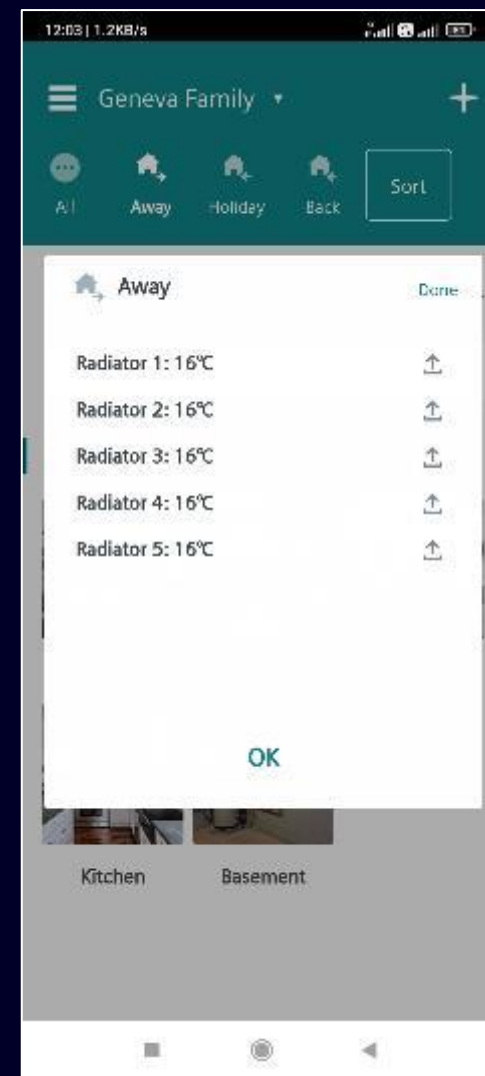 12:03 | 1.2KB/s
Geneva Family
All Away Holiday Back Sort
Away Done
Radiator 1: 16℃
Radiator 2: 16℃
Radiator 3: 16℃
Radiator 4: 16℃
Radiator 5: 16℃
OK
Kitchen Basement